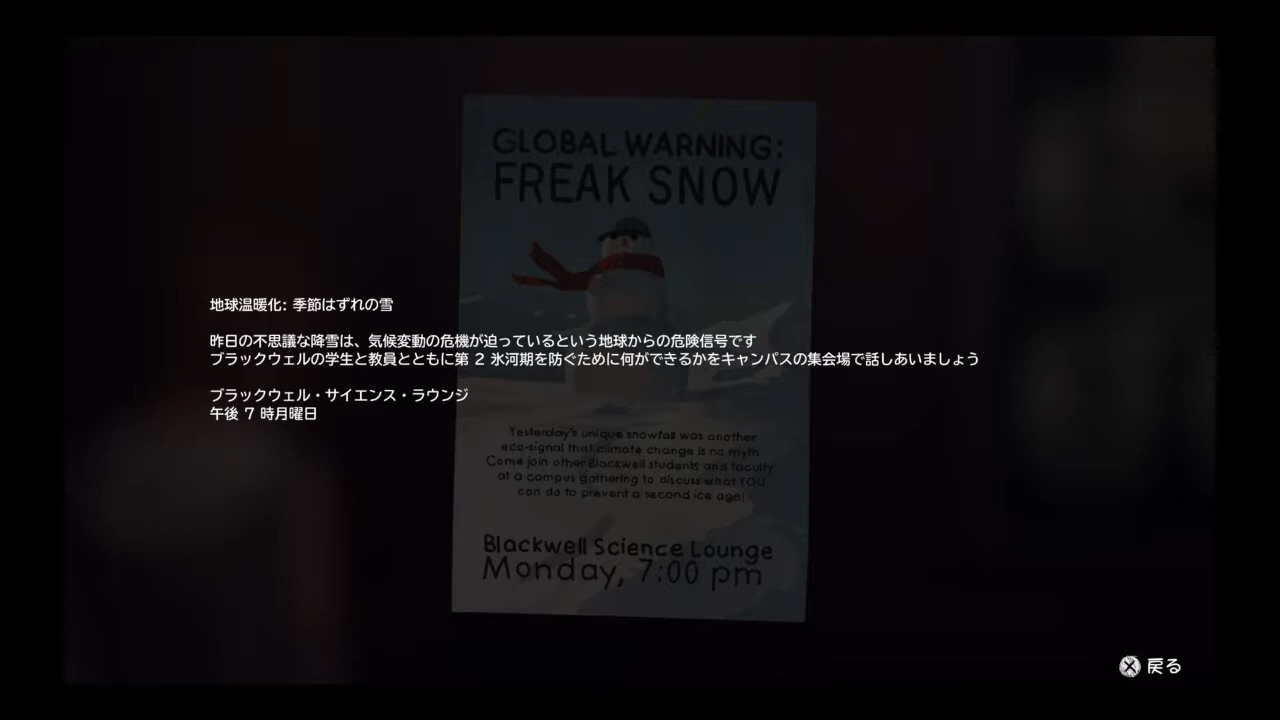 GLOBAL WARNING:
FREAK SNOW
地球温暖化: 季節はずれの雪
昨日の不思議な降雪は、気候変動の危機が迫っているという地球からの危険信号です
ブラックウェルの学生と教員とともに第 2 氷河期を防ぐために何ができるかをキャンパスの集会場で話しあいましょう
ブラックウェル・サイエンス・ラウンジ
午後 7 時月曜日
Yesterday's unique snowfall was another
eco-signal that climate change is no myth
Come join other Blackwell students and faculty
at a campus gathering to discuss what YOU
can do to prevent a second ice age!
Blackwell Science Lounge
Monday, 7:00 pm
戻る